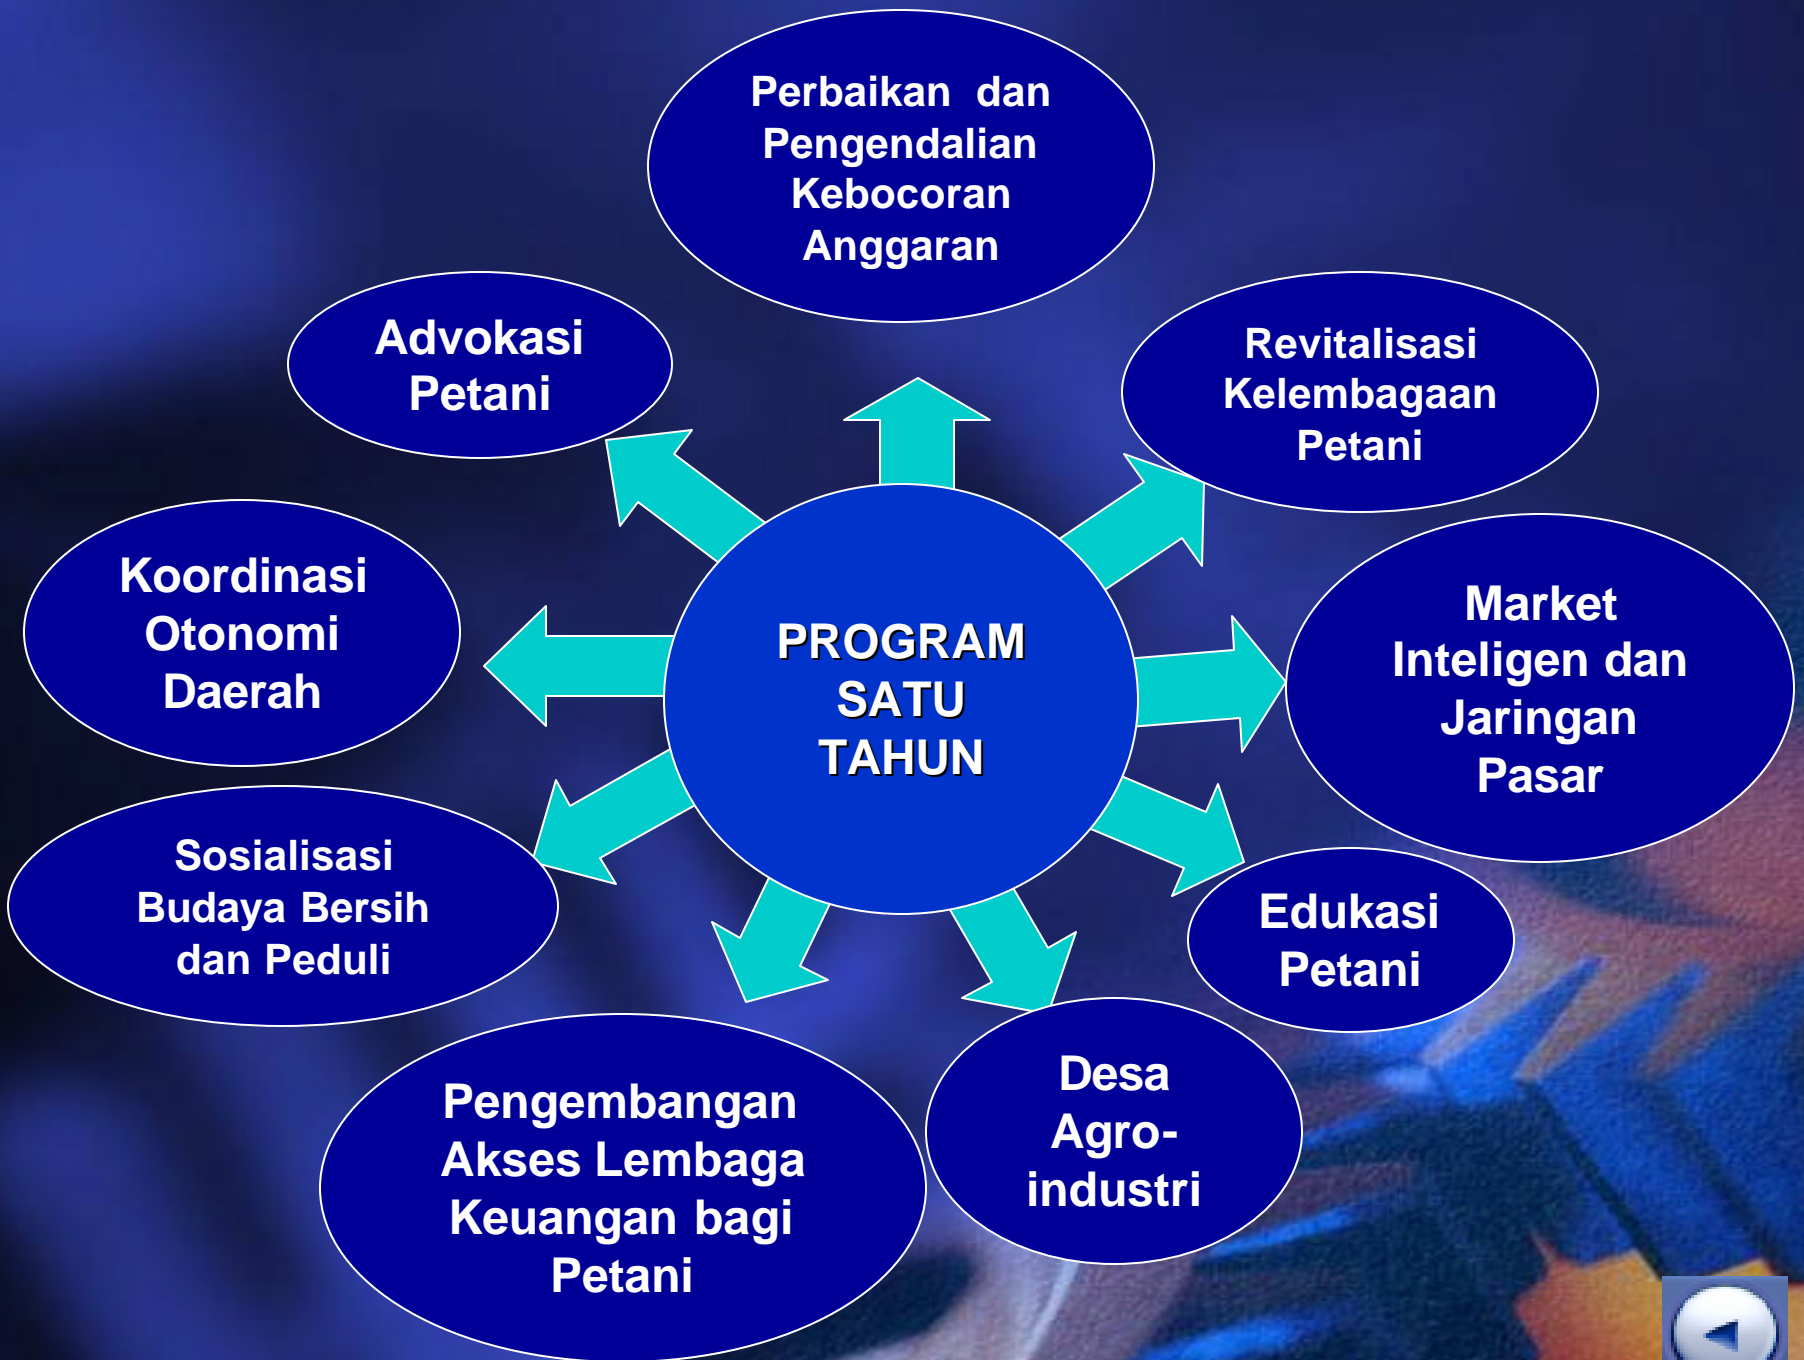 Perbaikan dan
Pengendalian
Kebocoran
Anggaran
Advokasi
Petani
Revitalisasi
Kelembagaan
Petani
Koordinasi
Otonomi
Daerah
PROGRAM
SATU
TAHUN
Market
Inteligen dan
Jaringan
Pasar
Sosialisasi
Budaya Bersih
dan Peduli
Edukasi
Petani
Pengembangan
Akses Lembaga
Keuangan bagi
Petani
Desa
Agro-
industri